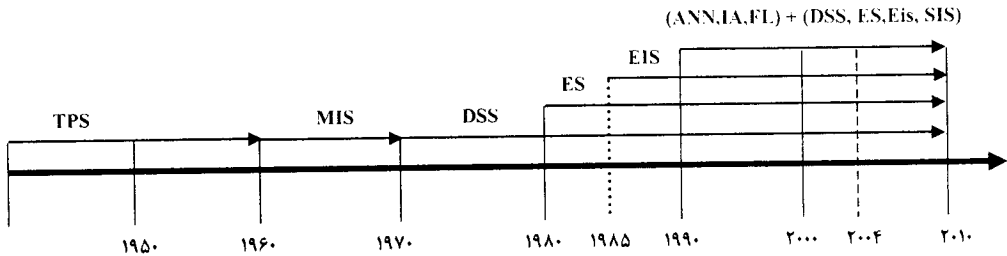 (ANN,IA,FL) + (DSS, ES,Eis, SIS)
EIS
ES
TPS MIS DSS
۱۹۵۰ ۱۹۶۰ ۱۹۷۰ ۱۹۸۰ ۱۹۸۵ ۱۹۹۰ ۲۰۰۰ ۲۰۰۴ ۲۰۱۰